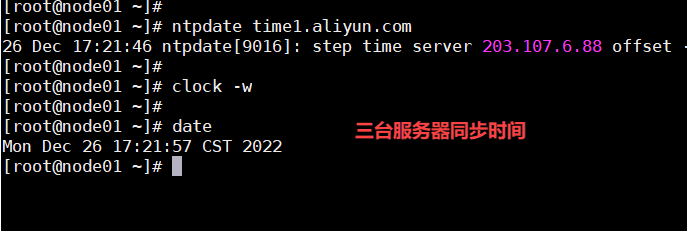 [root@node01 ~]#
[root@node01 ~]# ntpdate time1.aliyun.com
26 Dec 17:21:46 ntpdate[9016]: step time server 203.107.6.88 offset -
[root@node01 ~]#
[root@node01 ~]# clock -w
[root@node01 ~]#
[root@node01 ~]# date
三台服务器同步时间
Mon Dec 26 17:21:57 CST 2022
[root@node01 ~]#